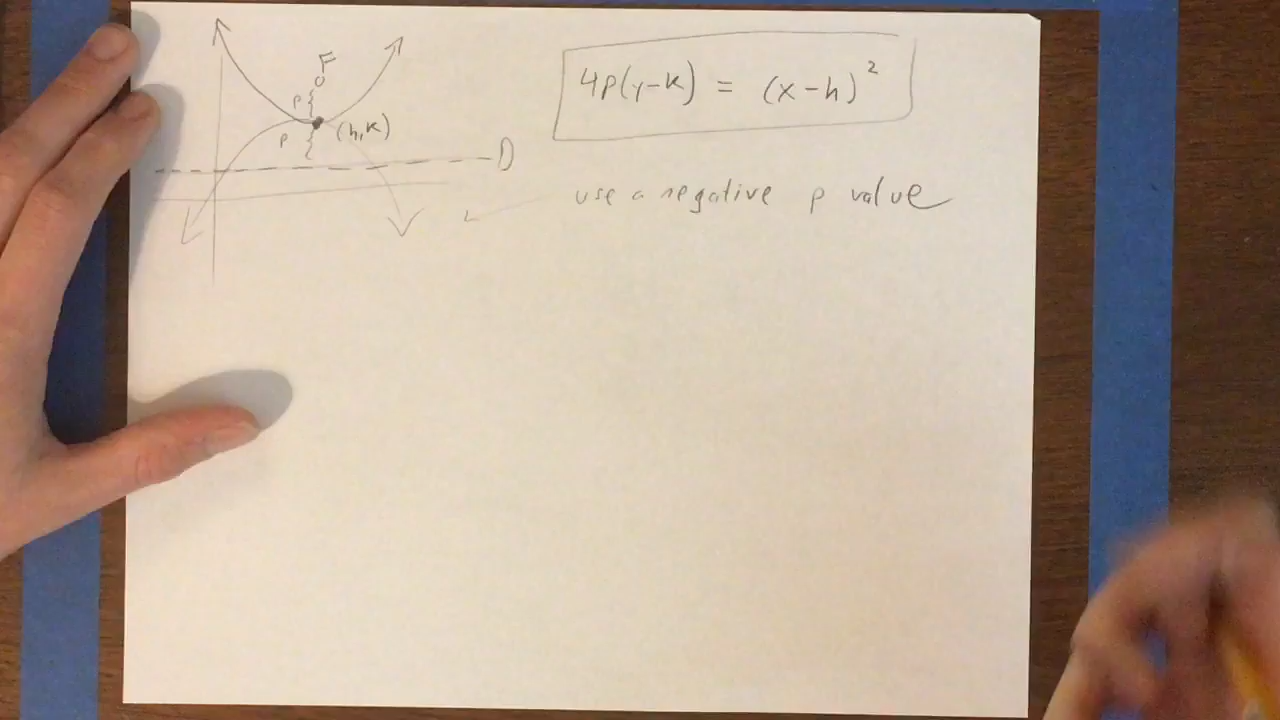 F
4p(y-k) = (x-h)²
p
p
(h,k)
D
use a negative p value